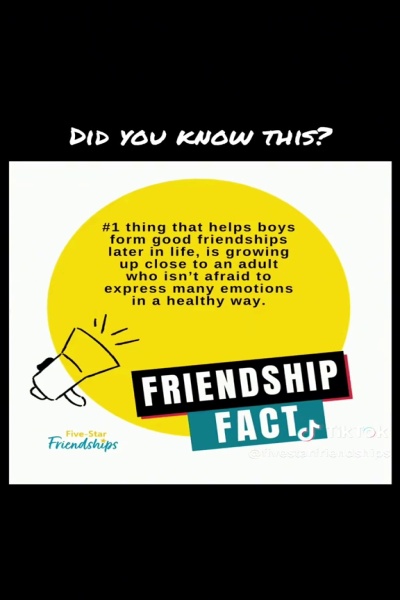 DID YOU KNOW THIS?
#1 thing that helps boys
form good friendships
later in life, is growing
up close to an adult
who isn't afraid to
express many emotions
in a healthy way.
FRIENDSHIP
FACT
Five-Star
Friendships
TikTok
@fivestarfriendships